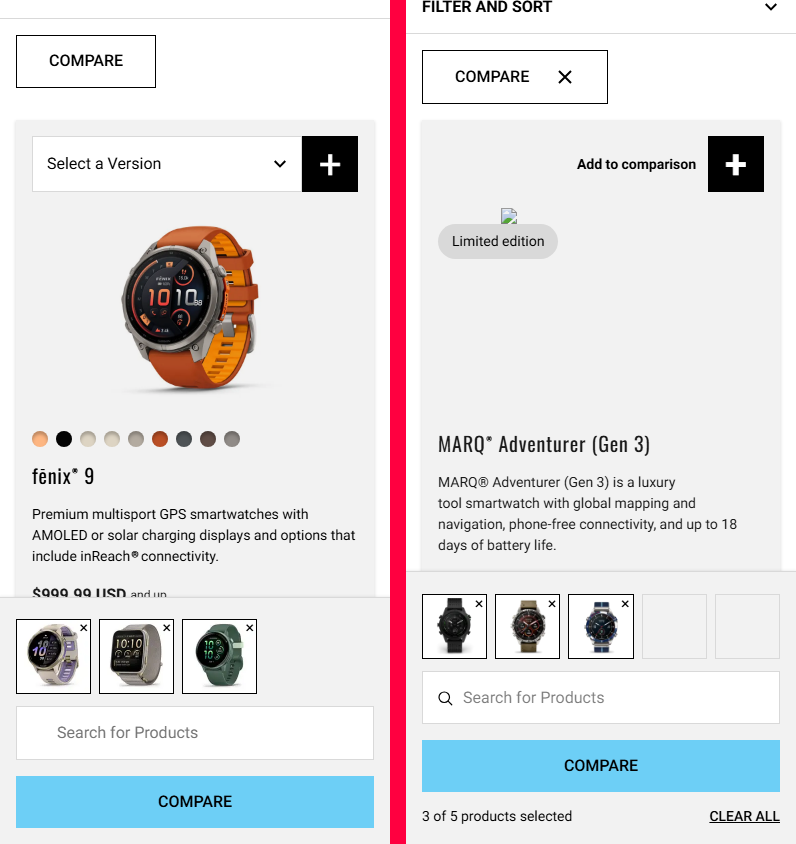 COMPARE
Select a Version
fēnix® 9
Premium multisport GPS smartwatches with
AMOLED or solar charging displays and options that
include inReach® connectivity.
$999.99 USD and up
Search for Products
COMPARE
FILTER AND SORT
COMPARE
Add to comparison
Limited edition
MARQ® Adventurer (Gen 3)
MARQ® Adventurer (Gen 3) is a luxury
tool smartwatch with global mapping and
navigation, phone-free connectivity, and up to 18
days of battery life.
Search for Products
COMPARE
3 of 5 products selected
CLEAR ALL